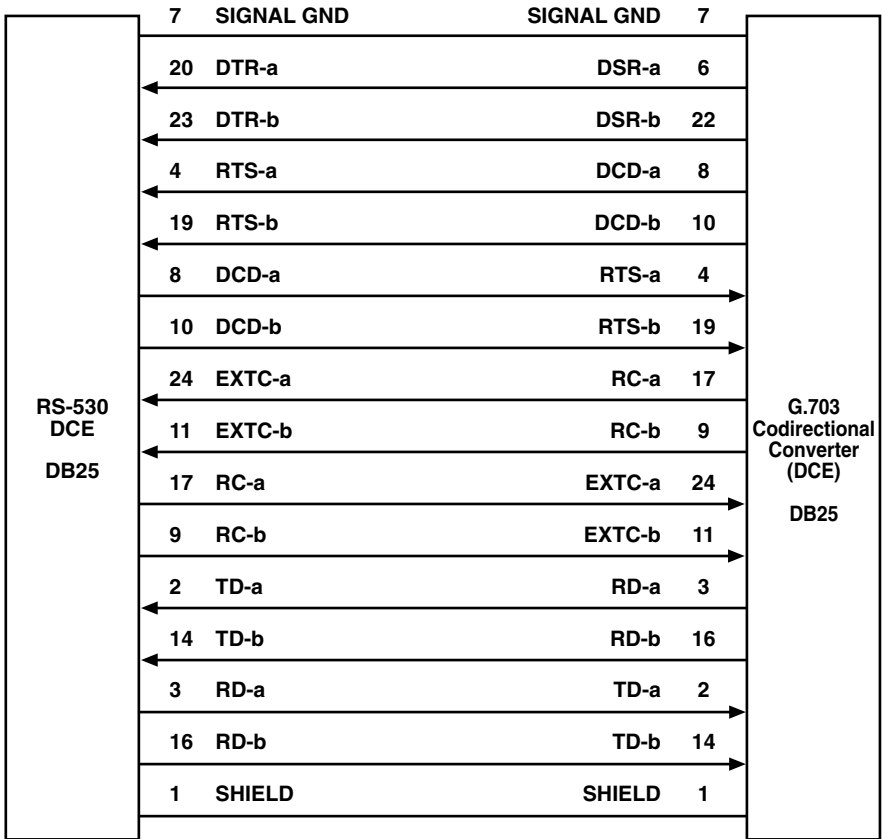 7 SIGNAL GND SIGNAL GND 7
20 DTR-a DSR-a 6
23 DTR-b DSR-b 22
4 RTS-a DCD-a 8
19 RTS-b DCD-b 10
8 DCD-a RTS-a 4
10 DCD-b RTS-b 19
24 EXTC-a RC-a 17
11 EXTC-b RC-b 9
17 RC-a EXTC-a 24
9 RC-b EXTC-b 11
2 TD-a RD-a 3
14 TD-b RD-b 16
3 RD-a TD-a 2
16 RD-b TD-b 14
1 SHIELD SHIELD 1
RS-530
DCE
DB25
G.703
Codirectional
Converter
(DCE)
DB25